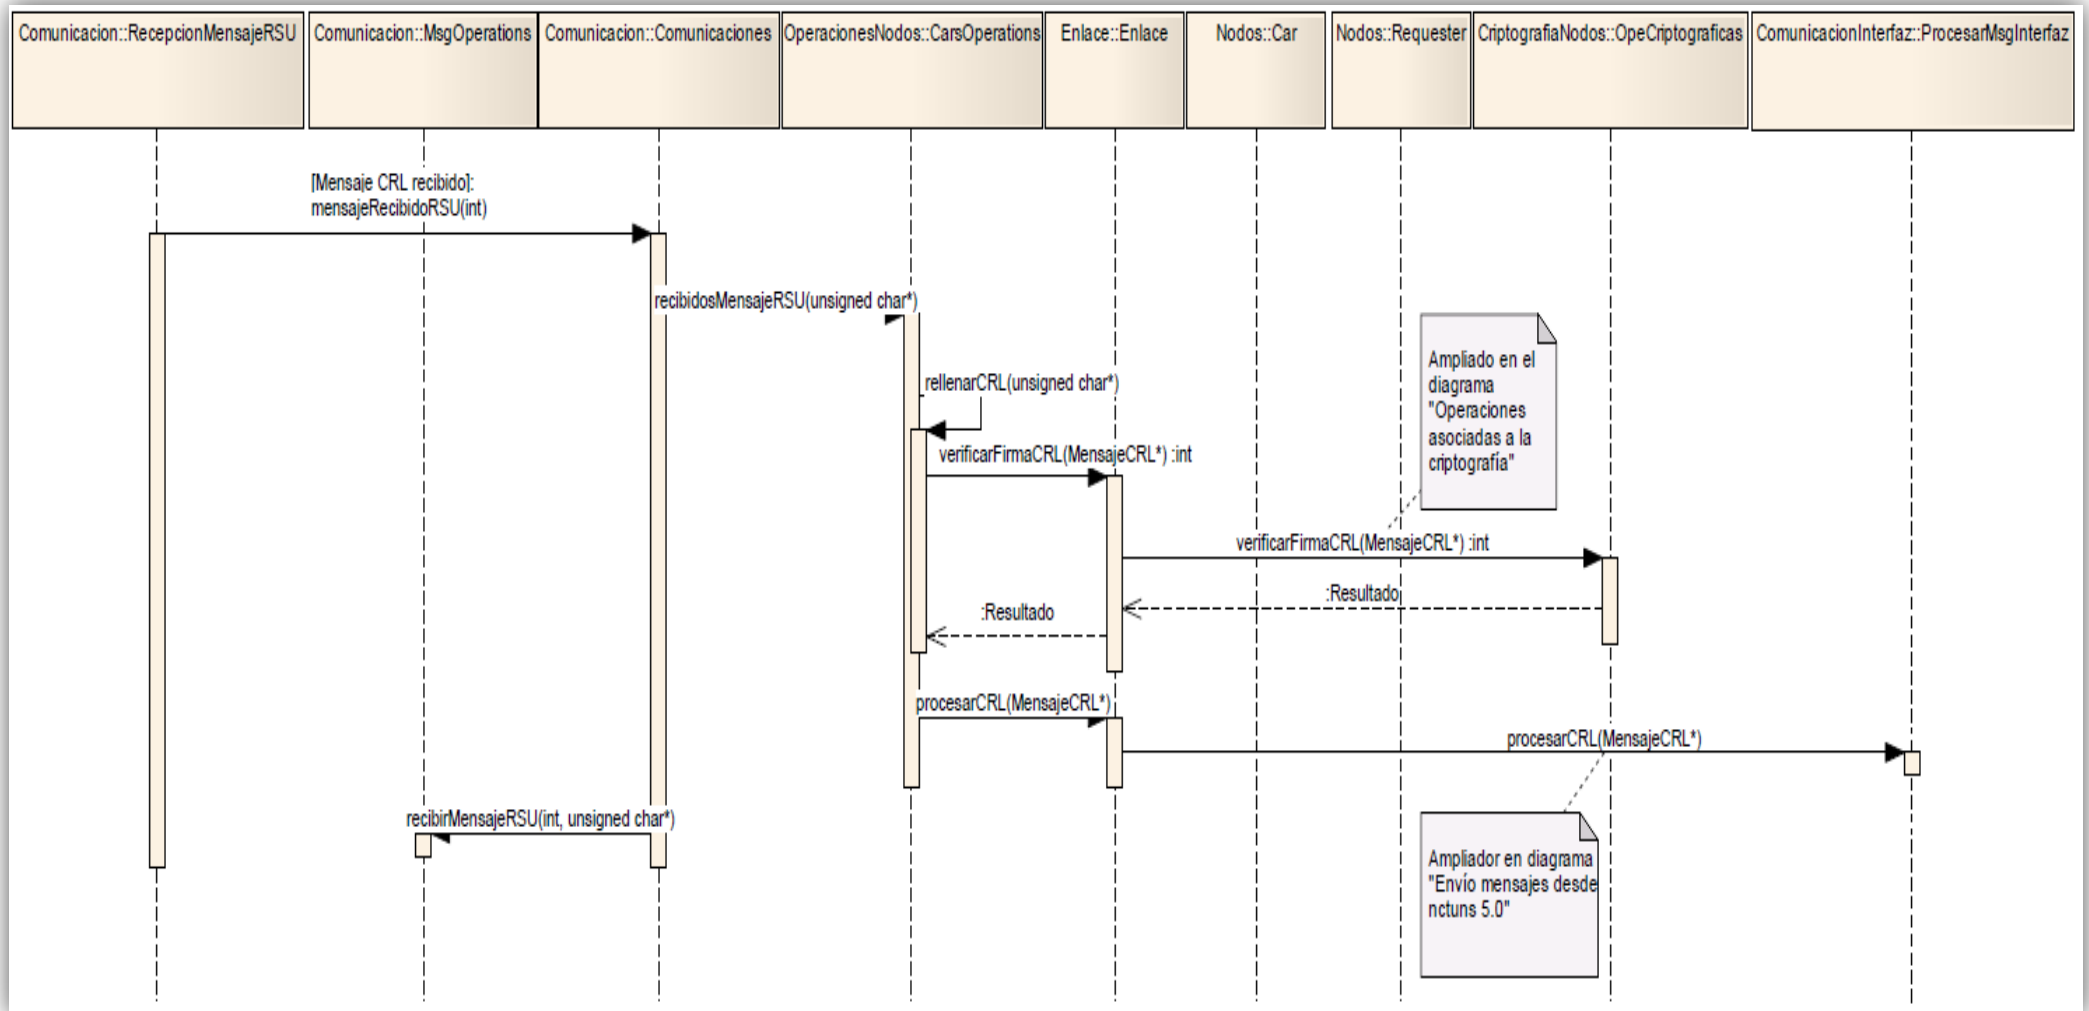 Comunicacion::RecepcionMensajeRSU
Comunicacion::MsgOperations
Comunicacion::Comunicaciones
OperacionesNodos::CarsOperations
Enlace::Enlace
Nodos::Car
Nodos::Requester
CriptografiaNodos::OpeCriptograficas
ComunicacionInterfaz::ProcesarMsgInterfaz
[Mensaje CRL recibido]:
mensajeRecibidoRSU(int)
recibidosMensajeRSU(unsigned char*)
rellenarCRL(unsigned char*)
verificarFirmaCRL(MensajeCRL*) :int
Ampliado en el
diagrama
"Operaciones
asociadas a la
criptografía"
verificarFirmaCRL(MensajeCRL*) :int
:Resultado
:Resultado
procesarCRL(MensajeCRL*)
procesarCRL(MensajeCRL*)
recibirMensajeRSU(int, unsigned char*)
Ampliador en diagrama
"Envío mensajes desde
nctuns 5.0"